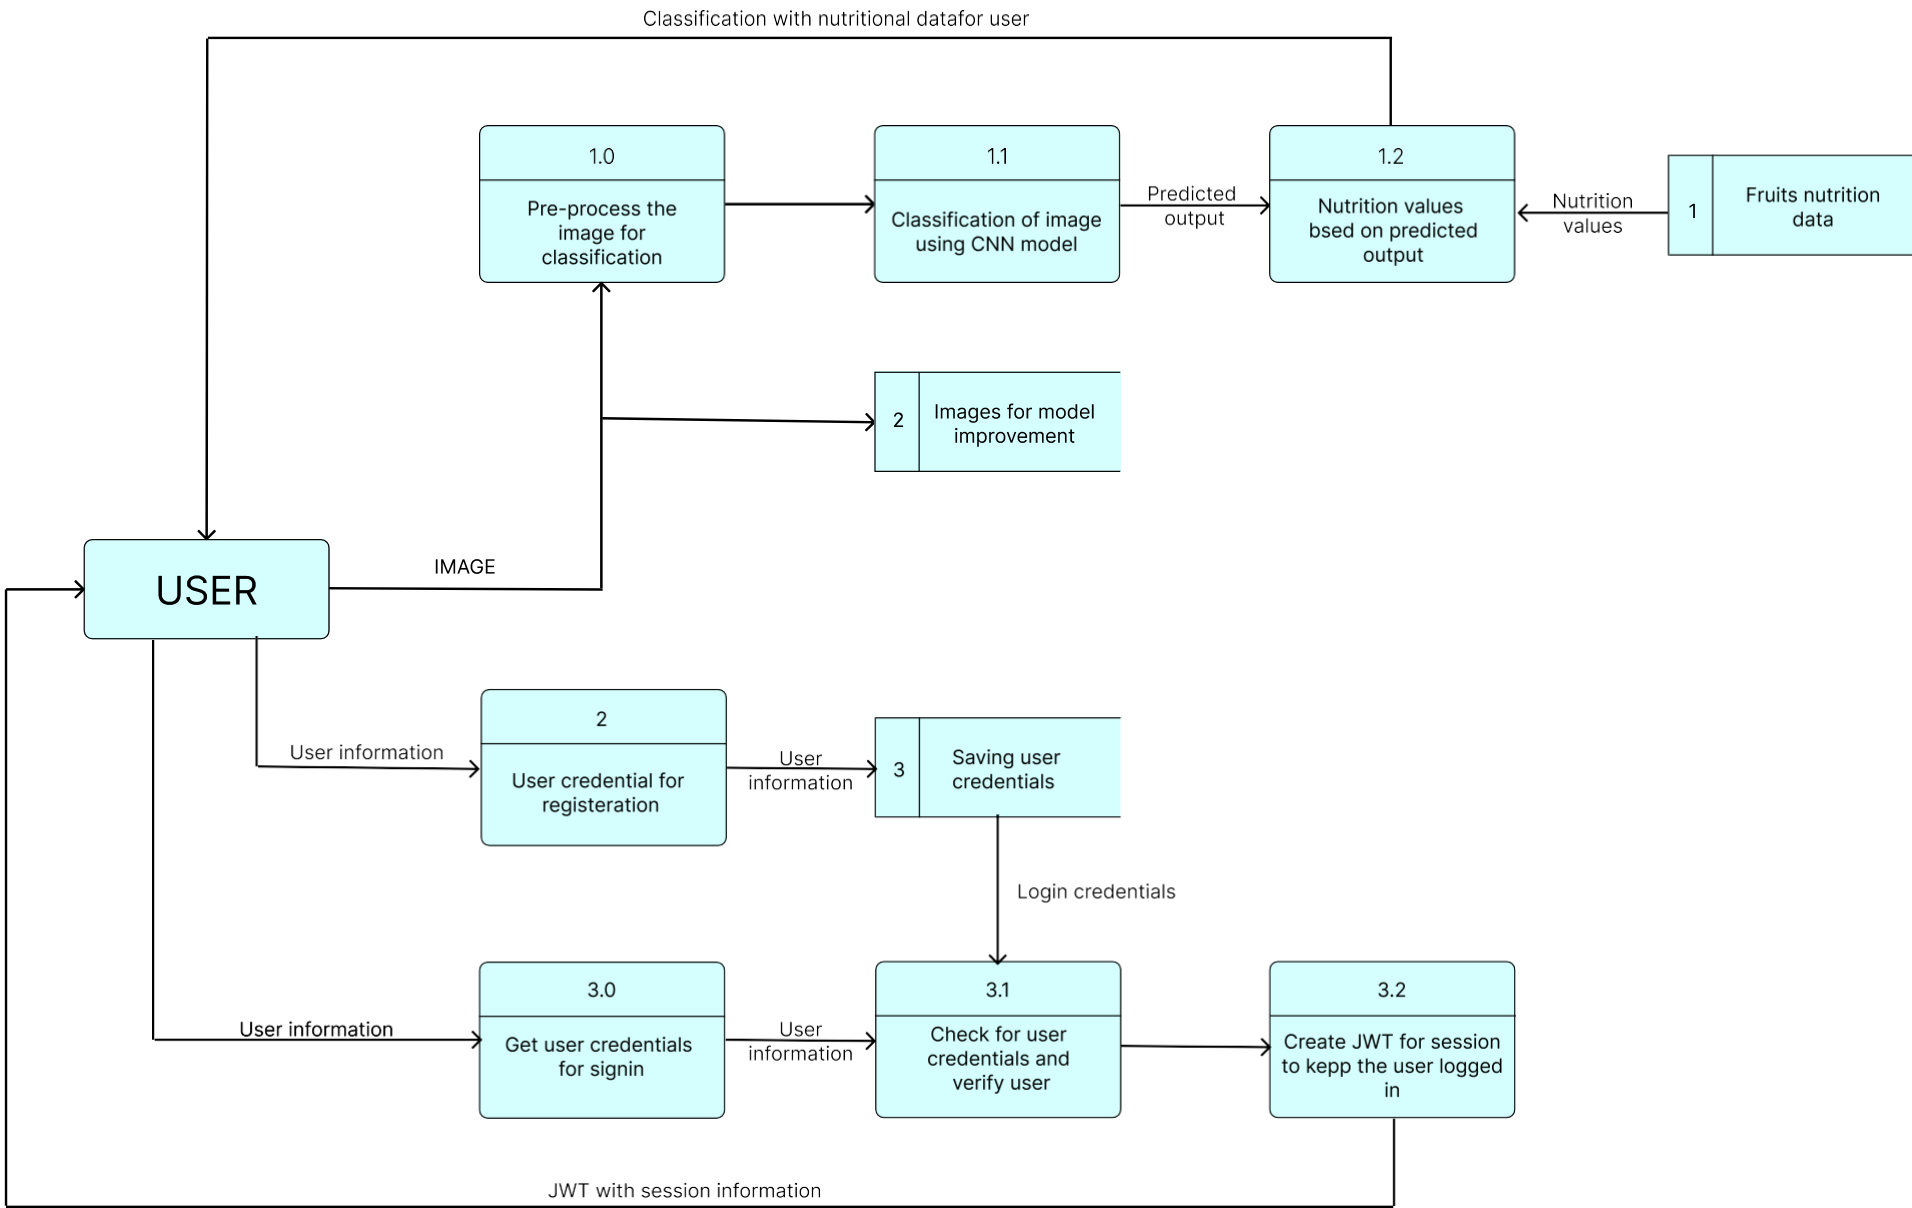 Classification with nutritional datafor user
1.0
Pre-process the
image for
classification
1.1
Classification of image
using CNN model
Predicted
output
1.2
Nutrition values
bsed on predicted
output
Nutrition
values
1
Fruits nutrition
data
2
Images for model
improvement
USER
IMAGE
User information
2
User credential for
registeration
User
information
3
Saving user
credentials
Login credentials
User information
3.0
Get user credentials
for signin
User
information
3.1
Check for user
credentials and
verify user
3.2
Create JWT for session
to kepp the user logged
in
JWT with session information